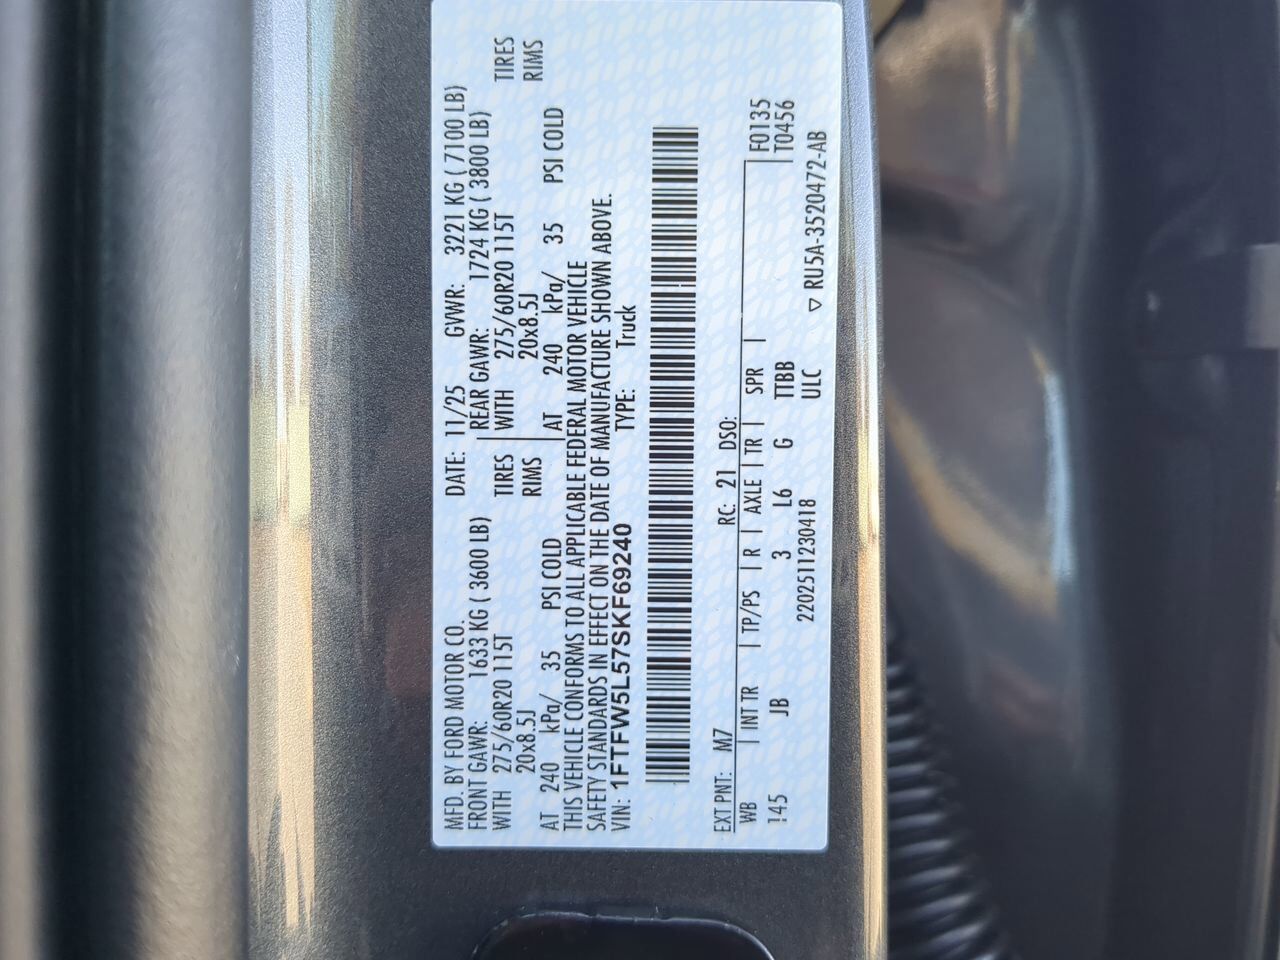 MFD. BY FORD MOTOR CO. DATE: 11/25 GVWR: 3221 KG ( 7100 LB)
FRONT GAWR: 1633 KG ( 3600 LB) REAR GAWR: 1724 KG ( 3800 LB)
WITH 275/60R20 115T TIRES WITH 275/60R20 115T TIRES
20x8.5J RIMS 20x8.5J RIMS
AT 240 kPa/ 35 PSI COLD AT 240 kPa/ 35 PSI COLD
THIS VEHICLE CONFORMS TO ALL APPLICABLE FEDERAL MOTOR VEHICLE
SAFETY STANDARDS IN EFFECT ON THE DATE OF MANUFACTURE SHOWN ABOVE.
VIN: 1FTFW5L57SKF69240 TYPE: Truck
EXT PNT: M7 RC: 21 DSO:
WB | INT TR | TP/PS | R | AXLE | TR | SPR | F0135
145 JB 3 L6 G TTBB T0456
2202511230418 ULC ▽ RU5A-3520472-AB